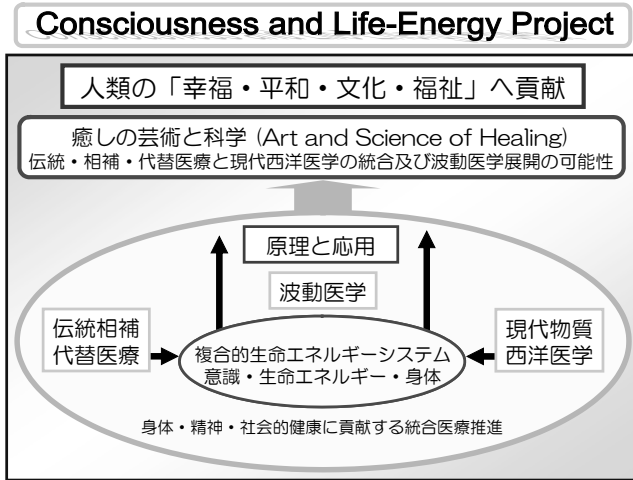 Consciousness and Life-Energy Project
人類の「幸福・平和・文化・福祉」へ貢献
癒しの芸術と科学 (Art and Science of Healing)
伝統・相補・代替医療と現代西洋医学の統合及び波動医学展開の可能性
原理と応用
波動医学
伝統相補
代替医療
複合的生命エネルギーシステム
意識・生命エネルギー・身体
現代物質
西洋医学
身体・精神・社会的健康に貢献する統合医療推進